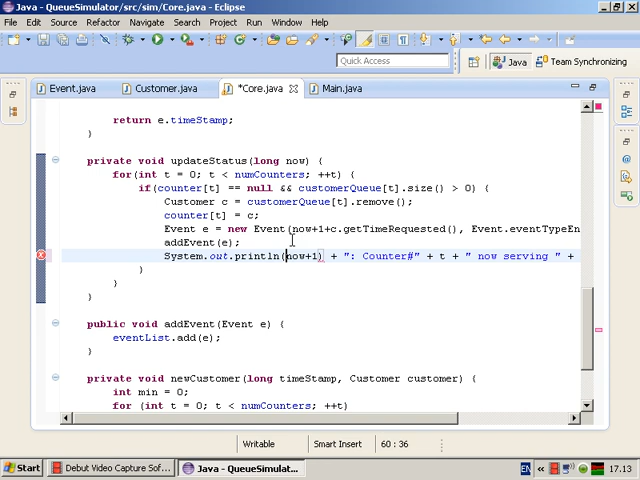 Java - QueueSimulator/src/sim/Core.java - Eclipse
File Edit Source Refactor Navigate Search Project Run Window Help
Quick Access
Java
Team Synchronizing
Event.java
Customer.java
*Core.java
Main.java
return e.timeStamp;
}
private void updateStatus(long now) {
for(int t = 0; t < numCounters; ++t) {
if(counter[t] == null && customerQueue[t].size() > 0) {
Customer c = customerQueue[t].remove();
counter[t] = c;
Event e = new Event(now+1+c.getTimeRequested(), Event.eventTypeEn
addEvent(e);
System.out.println(now+1) + ": Counter#" + t + " now serving " +
}
}
}
public void addEvent(Event e) {
eventList.add(e);
}
private void newCustomer(long timeStamp, Customer customer) {
int min = 0;
for (int t = 0; t < numCounters; ++t)
Writable
Smart Insert
60 : 36
Start
Debut Video Capture Sof...
Java - QueueSimulat...
EN
17.13